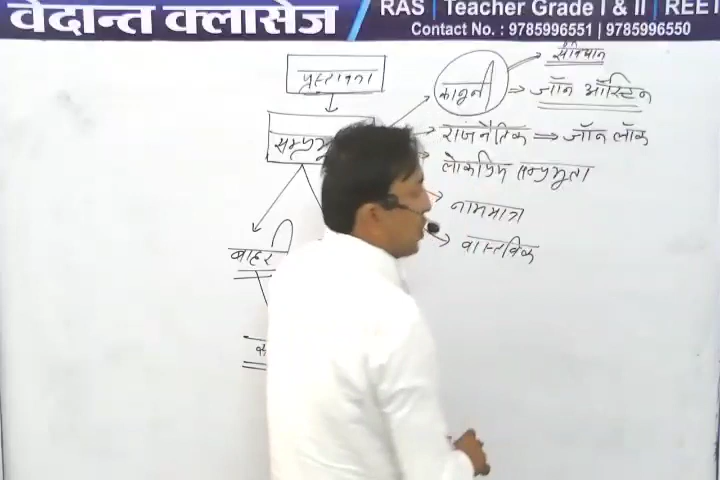 वेदान्त क्लासेज
RAS | Teacher Grade I & II | REET
Contact No. : 9785996551 | 9785996550
प्रस्तावना
सम्प्रभु
बाहर
कानूनी
संविधान
जॉन ऑस्टिन
राजनैतिक ⇒ जॉन लॉक
लोकप्रिय सम्प्रभुता
नाममात्र
वास्तविक